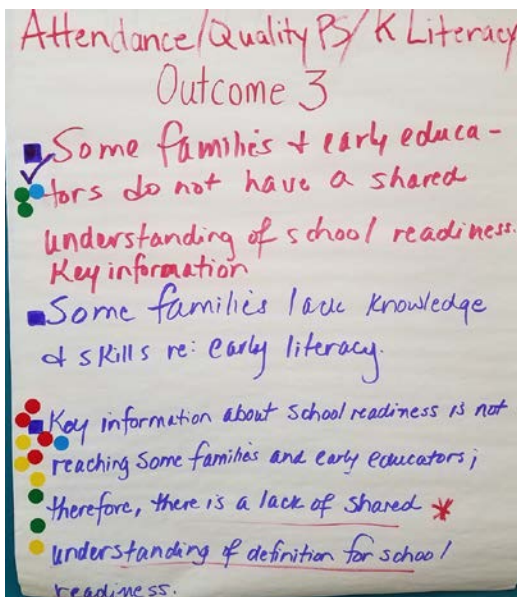 Attendance/Quality PS/K Literacy
Outcome 3
Some families & early educa-
tors do not have a shared
understanding of school readiness.
Key information
Some families lack knowledge
& skills re: early literacy.
Key information about school readiness is not
reaching some families and early educators;
therefore, there is a lack of shared *
understanding of definition for school
readiness.